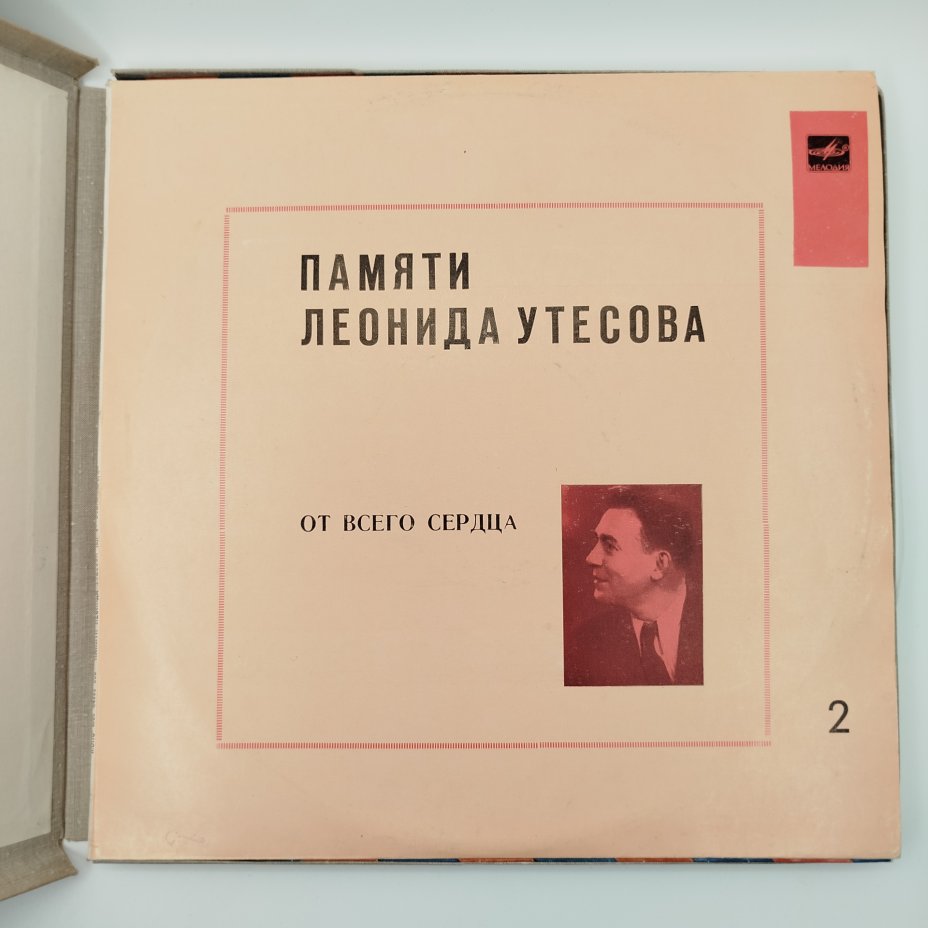 МЕЛОДИЯ
ПАМЯТИ
ЛЕОНИДА УТЕСОВА
ОТ ВСЕГО СЕРДЦА
2